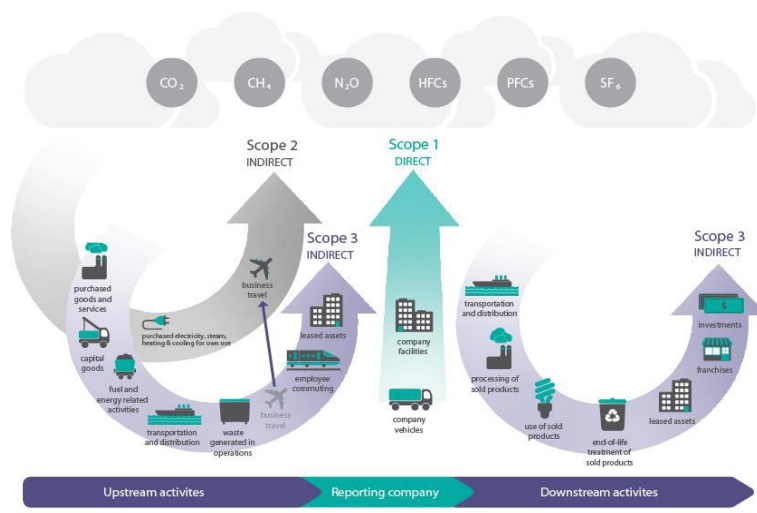 CO₂
CH₄
N₂O
HFCs
PFCs
SF₆
Scope 2
INDIRECT
Scope 1
DIRECT
Scope 3
INDIRECT
Scope 3
INDIRECT
purchased
goods and
services
capital
goods
fuel and
energy related
activities
purchased electricity, steam,
heating & cooling for own use
transportation
and distribution
waste
generated in
operations
business
travel
business
travel
employee
commuting
leased assets
company
facilities
company
vehicles
transportation
and distribution
processing of
sold products
use of sold
products
end-of-life
treatment of
sold products
leased assets
franchises
investments
$
Upstream activites
Reporting company
Downstream activites